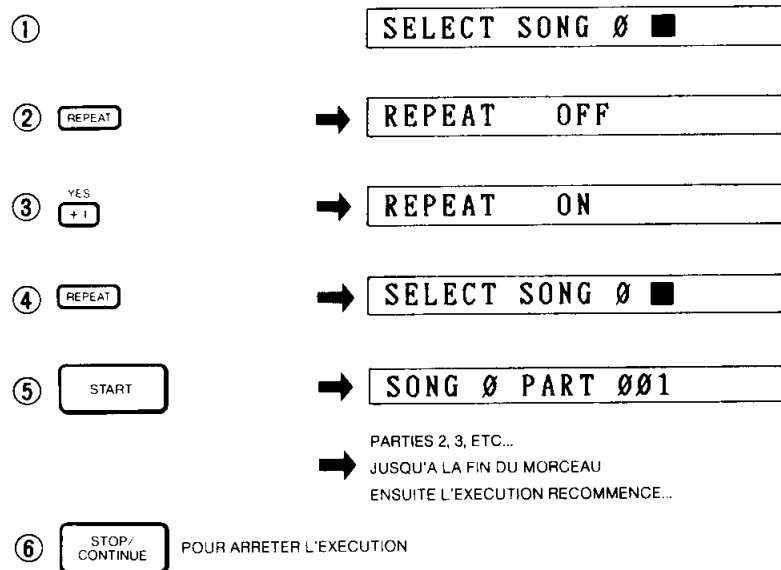 ① SELECT SONG Ø ■
② REPEAT ➡ REPEAT OFF
③ YES
+1 ➡ REPEAT ON
④ REPEAT ➡ SELECT SONG Ø ■
⑤ START ➡ SONG Ø PART ØØ1
➡ PARTIES 2, 3, ETC...
JUSQU'A LA FIN DU MORCEAU
ENSUITE L'EXECUTION RECOMMENCE...
⑥ STOP/
CONTINUE POUR ARRETER L'EXECUTION